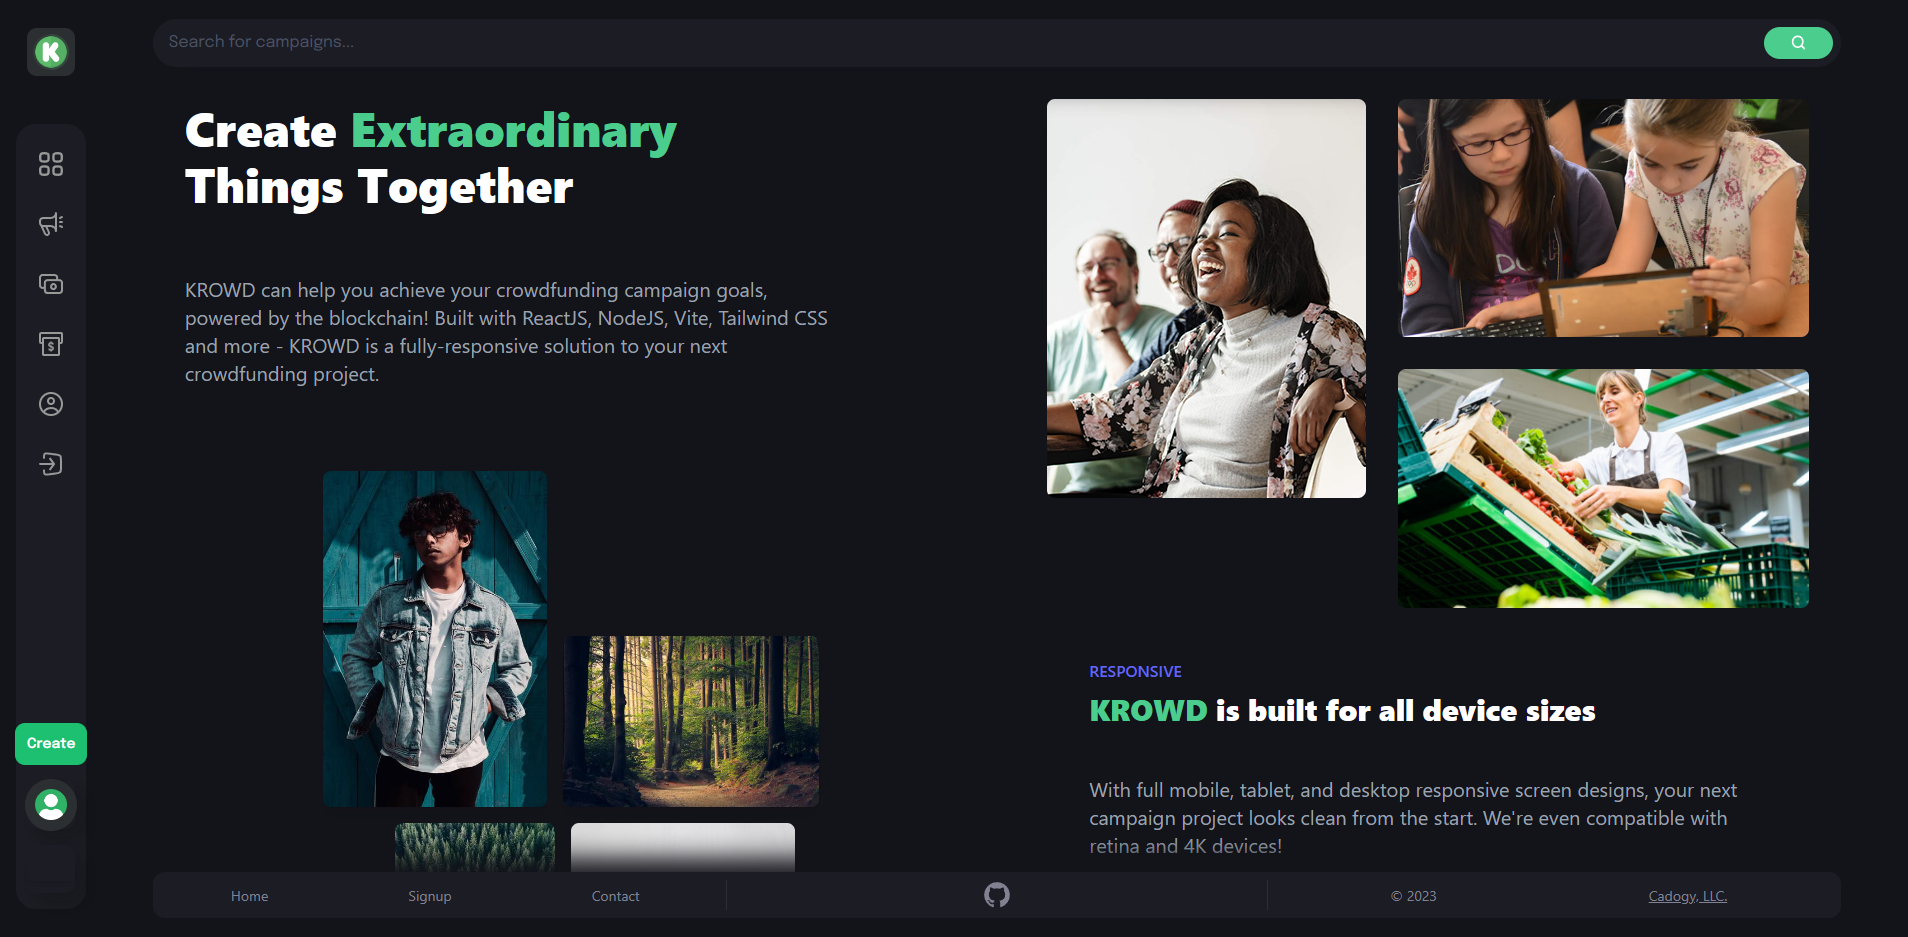 K
Search for campaigns...
Create Extraordinary
Things Together
KROWD can help you achieve your crowdfunding campaign goals,
powered by the blockchain! Built with ReactJS, NodeJS, Vite, Tailwind CSS
and more - KROWD is a fully-responsive solution to your next
crowdfunding project.
RESPONSIVE
KROWD is built for all device sizes
With full mobile, tablet, and desktop responsive screen designs, your next
campaign project looks clean from the start. We're even compatible with
retina and 4K devices!
Create
Home
Signup
Contact
© 2023
Cadogy, LLC.